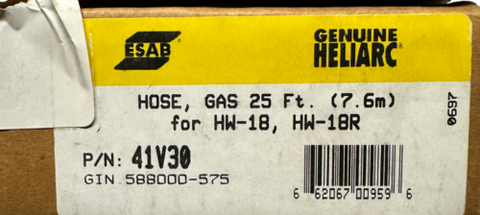 ESAB
GENUINE
HELIARC®
HOSE, GAS 25 Ft. (7.6m)
for HW-18, HW-18R
P/N: 41V30
GIN 588000-575
0697
6 62067 00959 6